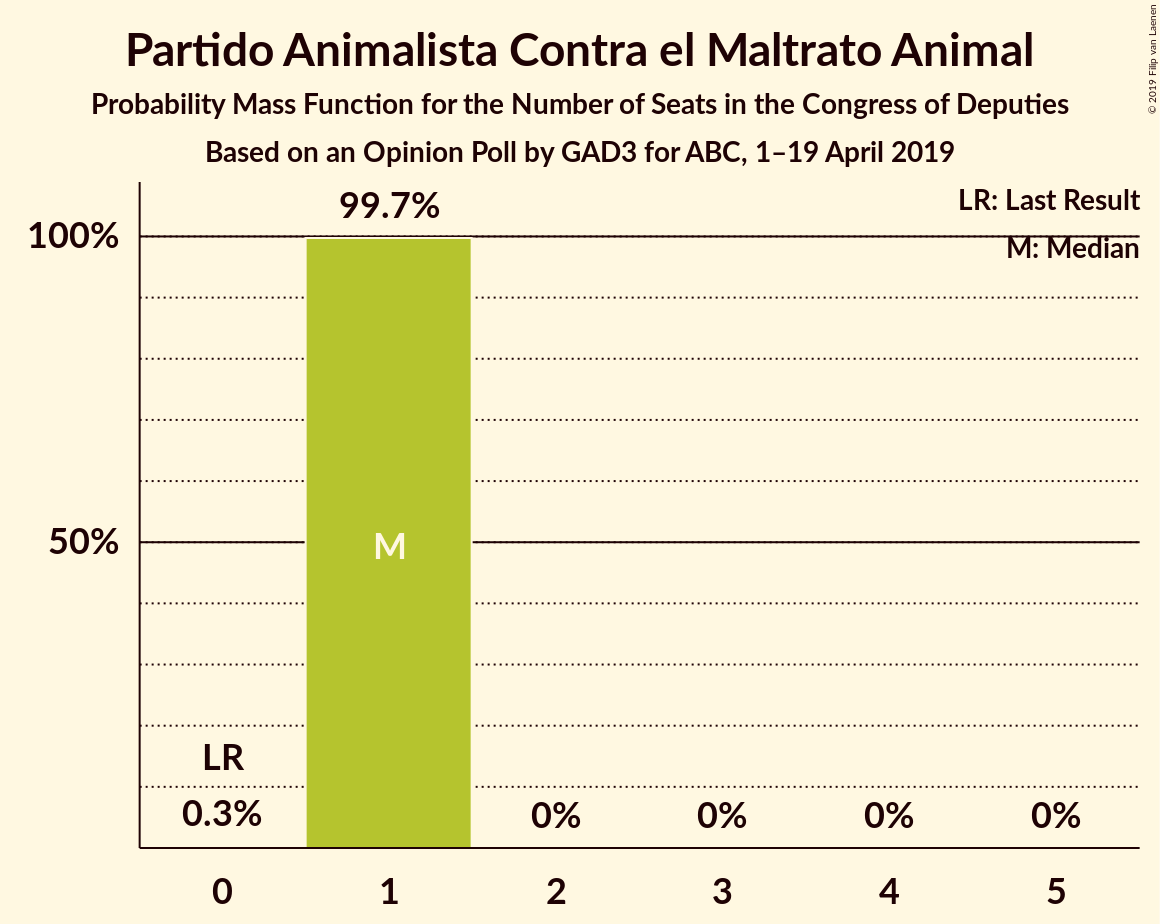 Partido Animalista Contra el Maltrato Animal
Probability Mass Function for the Number of Seats in the Congress of Deputies
Based on an Opinion Poll by GAD3 for ABC, 1–19 April 2019
© 2019 Filip van Laenen
LR: Last Result
M: Median
99.7%
100%
50%
M
LR
0.3% 0% 0% 0% 0%
0 1 2 3 4 5